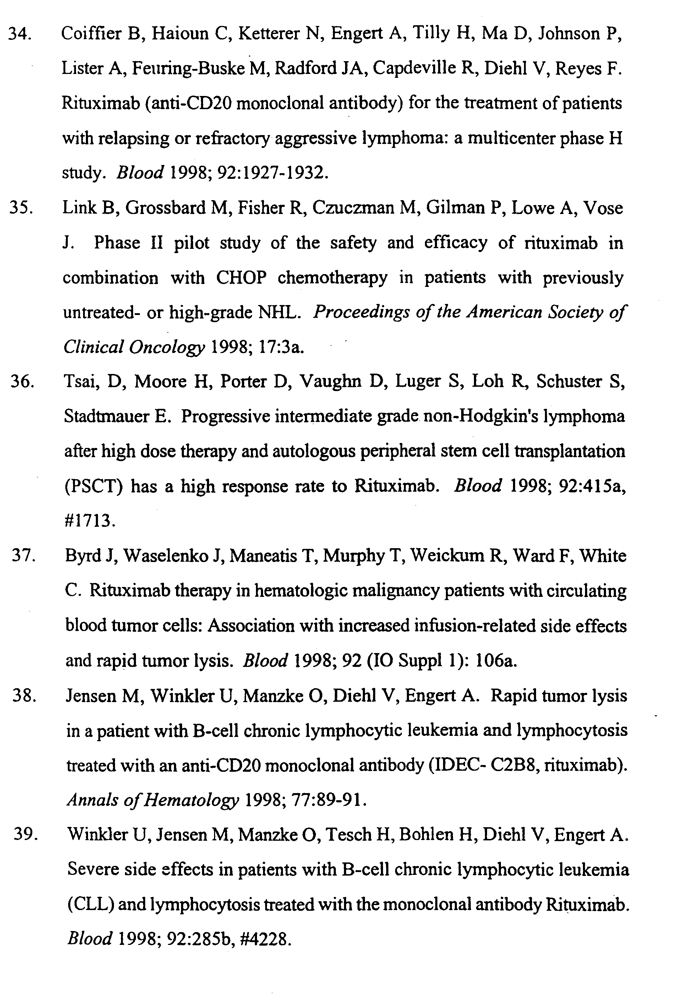 34. Coiffier B, Haioun C, Ketterer N, Engert A, Tilly H, Ma D, Johnson P,
Lister A, Feuring-Buske M, Radford JA, Capdeville R, Diehl V, Reyes F.
Rituximab (anti-CD20 monoclonal antibody) for the treatment of patients
with relapsing or refractory aggressive lymphoma: a multicenter phase H
study. Blood 1998; 92:1927-1932.
35. Link B, Grossbard M, Fisher R, Czuczman M, Gilman P, Lowe A, Vose
J. Phase II pilot study of the safety and efficacy of rituximab in
combination with CHOP chemotherapy in patients with previously
untreated- or high-grade NHL. Proceedings of the American Society of
Clinical Oncology 1998; 17:3a.
36. Tsai, D, Moore H, Porter D, Vaughn D, Luger S, Loh R, Schuster S,
Stadtmauer E. Progressive intermediate grade non-Hodgkin's lymphoma
after high dose therapy and autologous peripheral stem cell transplantation
(PSCT) has a high response rate to Rituximab. Blood 1998; 92:415a,
#1713.
37. Byrd J, Waselenko J, Maneatis T, Murphy T, Weickum R, Ward F, White
C. Rituximab therapy in hematologic malignancy patients with circulating
blood tumor cells: Association with increased infusion-related side effects
and rapid tumor lysis. Blood 1998; 92 (IO Suppl 1): 106a.
38. Jensen M, Winkler U, Manzke O, Diehl V, Engert A. Rapid tumor lysis
in a patient with B-cell chronic lymphocytic leukemia and lymphocytosis
treated with an anti-CD20 monoclonal antibody (IDEC- C2B8, rituximab).
Annals of Hematology 1998; 77:89-91.
39. Winkler U, Jensen M, Manzke O, Tesch H, Bohlen H, Diehl V, Engert A.
Severe side effects in patients with B-cell chronic lymphocytic leukemia
(CLL) and lymphocytosis treated with the monoclonal antibody Rituximab.
Blood 1998; 92:285b, #4228.